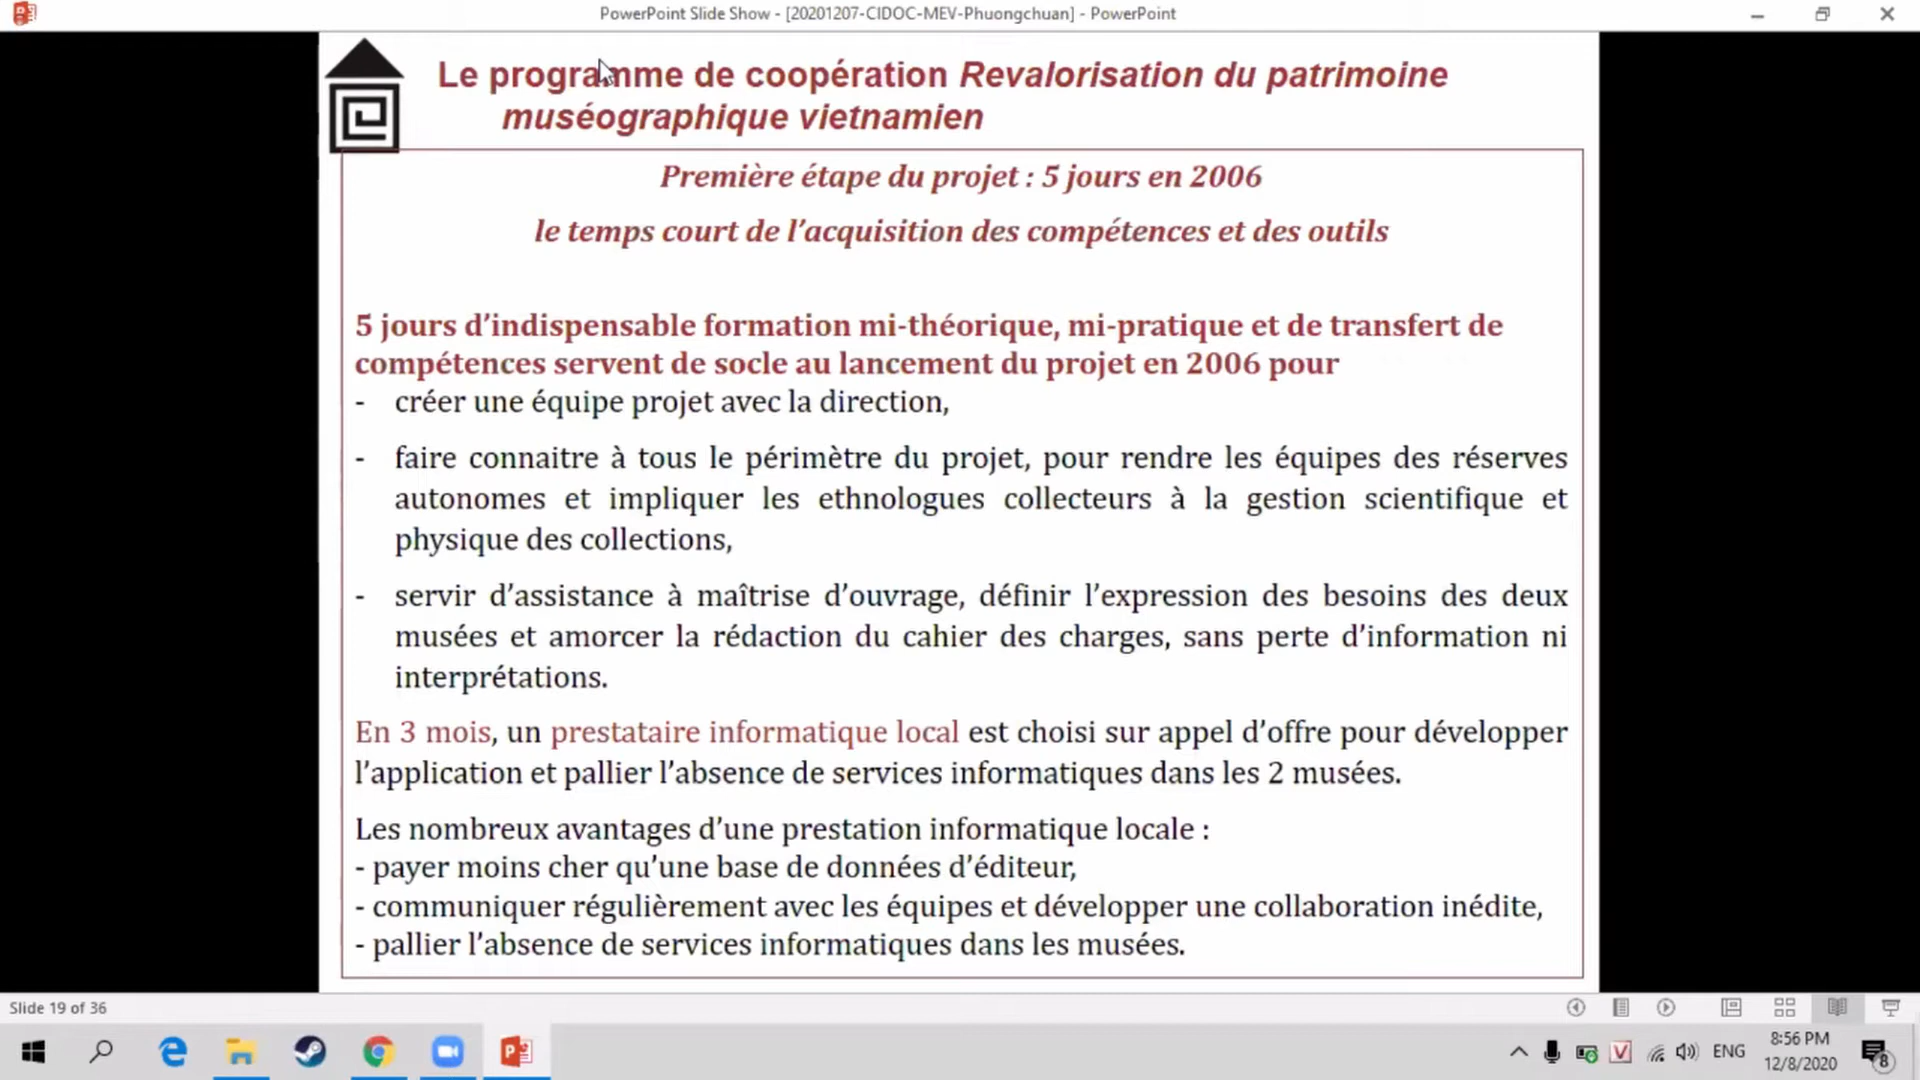 PowerPoint Slide Show - [20201207-CIDOC-MEV-Phuongchuan] - PowerPoint
Le programme de coopération Revalorisation du patrimoine
muséographique vietnamien
Première étape du projet : 5 jours en 2006
le temps court de l’acquisition des compétences et des outils
5 jours d’indispensable formation mi-théorique, mi-pratique et de transfert de
compétences servent de socle au lancement du projet en 2006 pour
- créer une équipe projet avec la direction,
- faire connaitre à tous le périmètre du projet, pour rendre les équipes des réserves
autonomes et impliquer les ethnologues collecteurs à la gestion scientifique et
physique des collections,
- servir d’assistance à maîtrise d’ouvrage, définir l’expression des besoins des deux
musées et amorcer la rédaction du cahier des charges, sans perte d’information ni
interprétations.
En 3 mois, un prestataire informatique local est choisi sur appel d’offre pour développer
l’application et pallier l’absence de services informatiques dans les 2 musées.
Les nombreux avantages d’une prestation informatique locale :
- payer moins cher qu’une base de données d’éditeur,
- communiquer régulièrement avec les équipes et développer une collaboration inédite,
- pallier l’absence de services informatiques dans les musées.
Slide 19 of 36
ENG
8:56 PM
12/8/2020
8